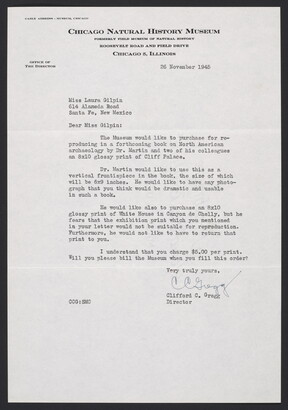 CABLE ADDRESS - MUSEUM, CHICAGO
CHICAGO NATURAL HISTORY MUSEUM
FORMERLY FIELD MUSEUM OF NATURAL HISTORY
ROOSEVELT ROAD AND FIELD DRIVE
CHICAGO 5, ILLINOIS
OFFICE OF
THE DIRECTOR
26 November 1945
Miss Laura Gilpin
614 Alameda Road
Santa Fe, New Mexico
Dear Miss Gilpin:
The Museum would like to purchase for re-
producing in a forthcoming book on North American
archaeology by Dr. Martin and two of his colleagues
an 8x10 glossy print of Cliff Palace.
Dr. Martin would like to use this as a
vertical frontispiece in the book, the size of which
will be 6x9 inches. He would like to have any photo-
graph that you think would be dramatic and usable
in such a book.
He would also like to purchase an 8x10
glossy print of White House in Canyon de Chelly, but he
fears that the exhibition print which you mentioned
in your letter would not be suitable for reproduction.
Furthermore, he would not like to have to return that
print to you.
I understand that you charge $5.00 per print.
Will you please bill the Museum when you fill this order?
Very truly yours,
C C Gregg
CCG:
Clifford C. Gregg
Director